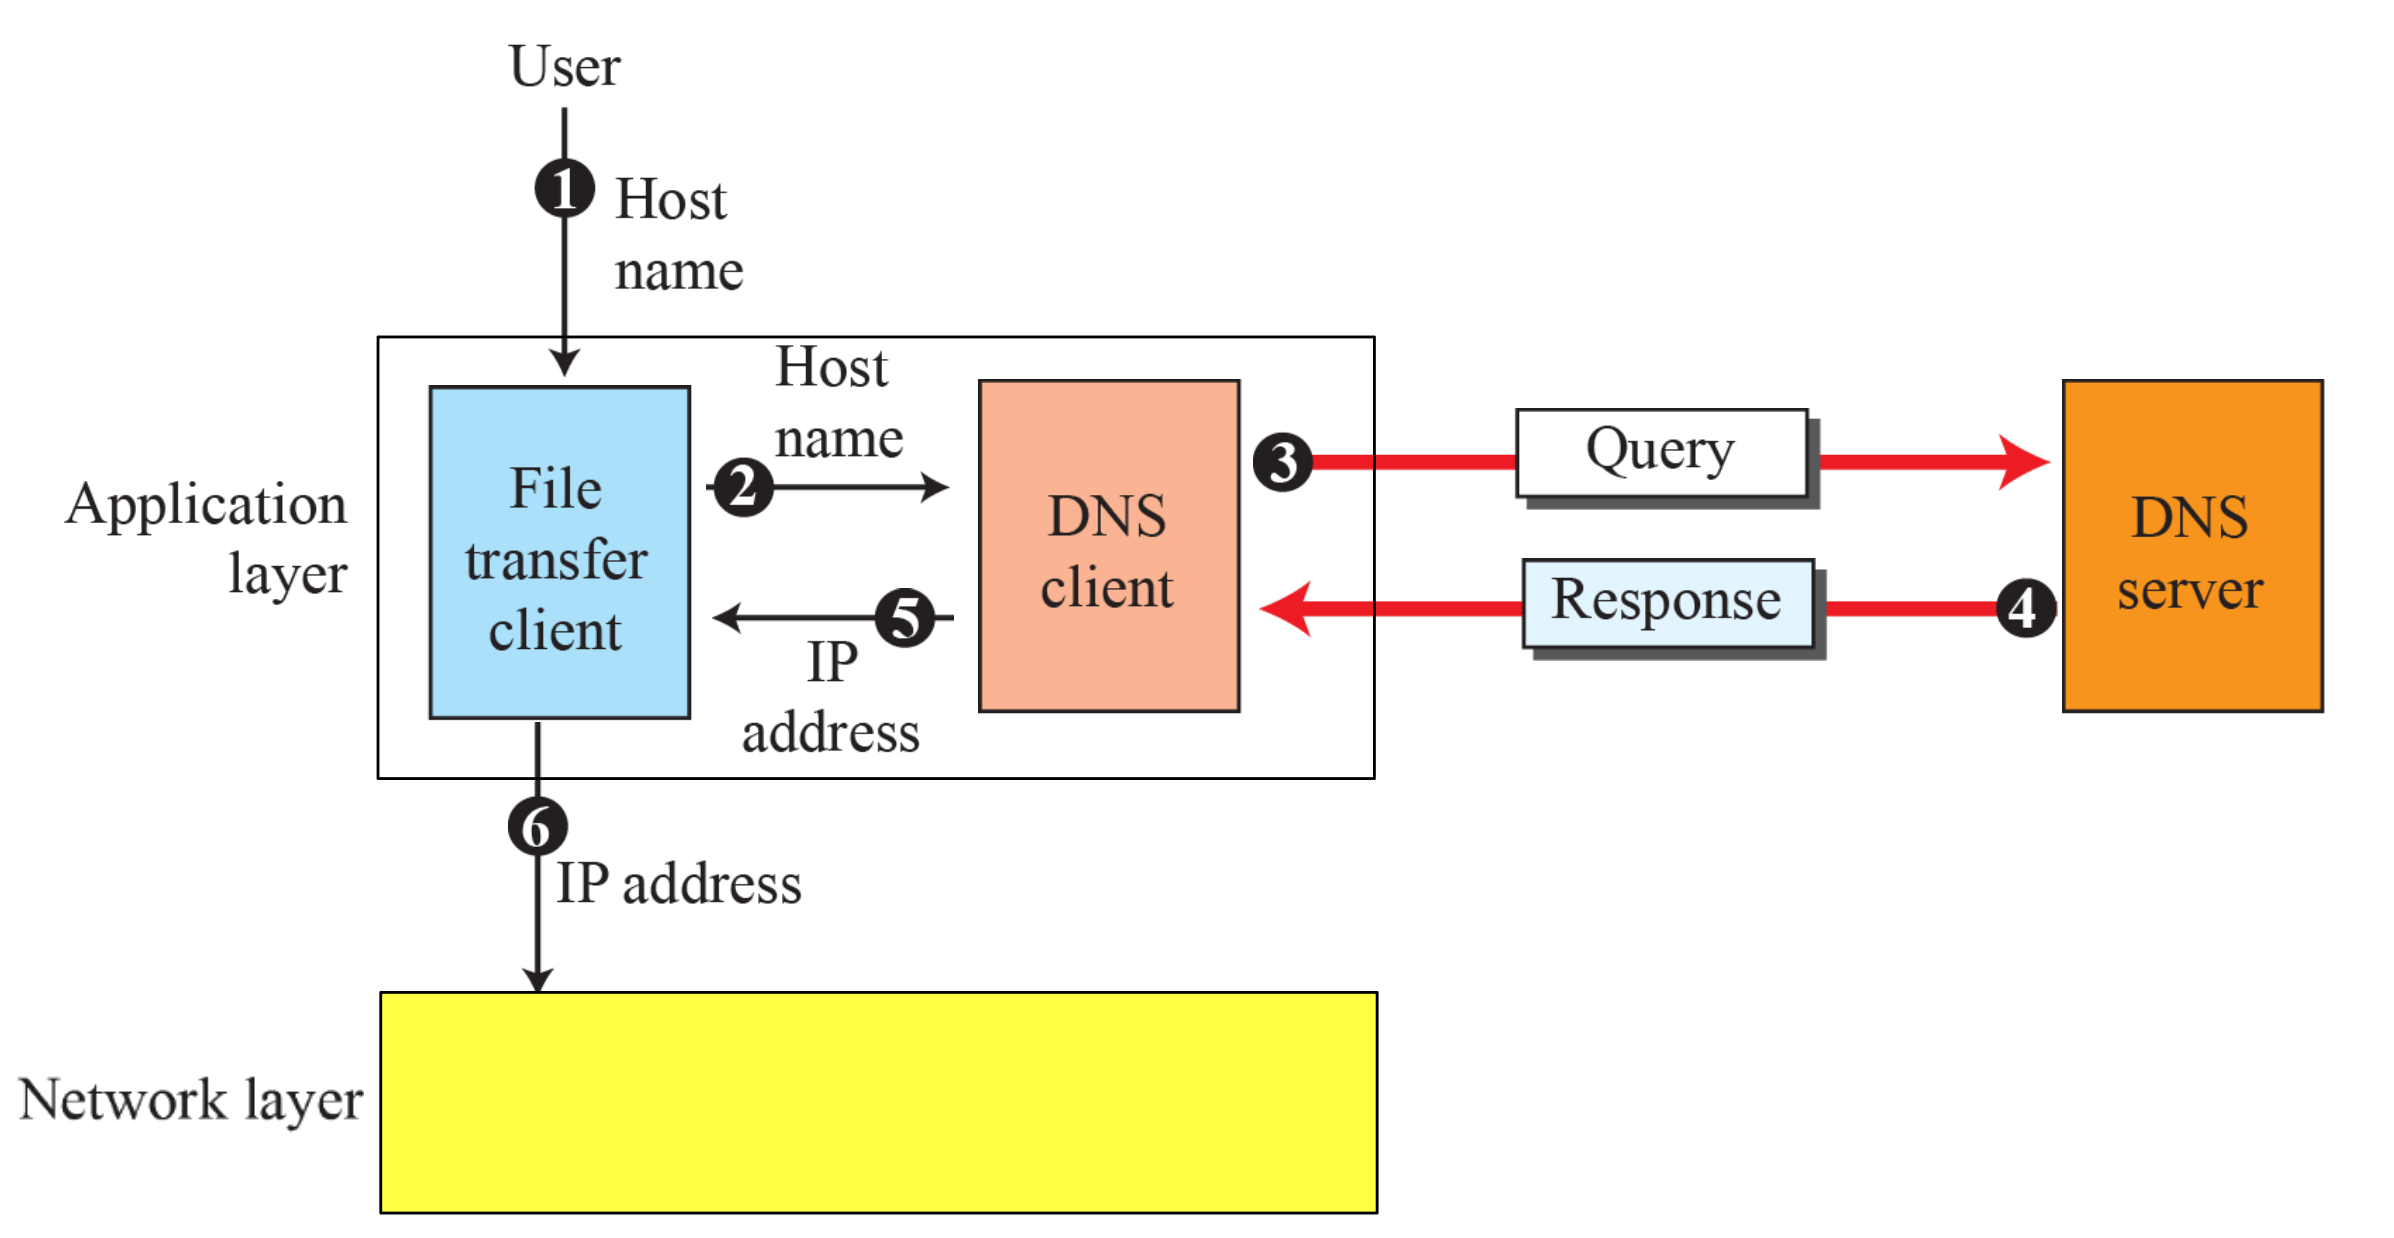 User
1
Host
name
Host
name
2
3
Query
File
transfer
client
DNS
client
DNS
server
Application
layer
Response
4
5
IP
address
6
IP address
Network layer